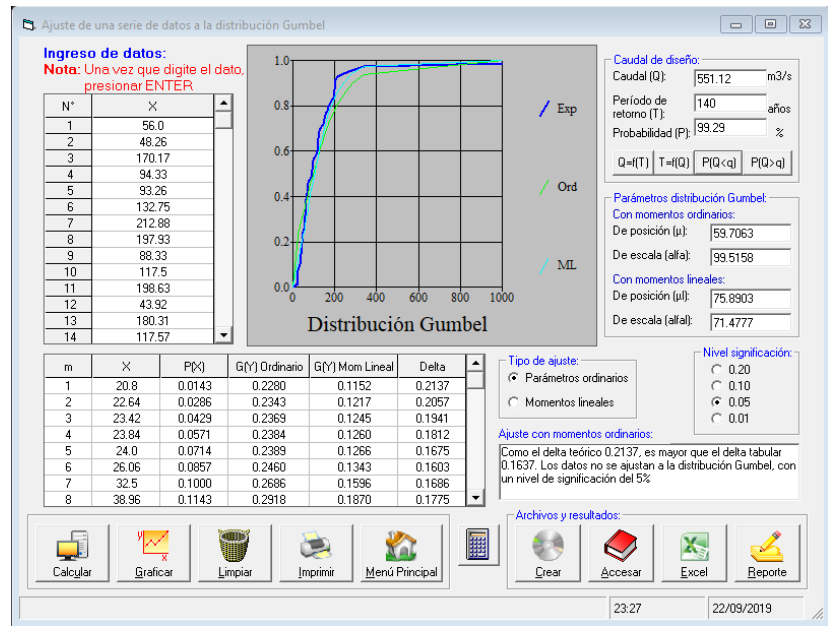 Ajuste de una serie de datos a la distribución Gumbel
Ingreso de datos:
Nota: Una vez que digite el dato,
presionar ENTER
N° X
1 56.0
2 48.26
3 170.17
4 94.33
5 93.26
6 132.75
7 212.88
8 197.93
9 88.33
10 117.5
11 198.63
12 43.92
13 180.31
14 117.57
1.0
0.8
0.6
0.4
0.2
0.0
0 200 400 600 800 1000
Distribución Gumbel
Exp
Ord
ML
Caudal de diseño:
Caudal (Q): 551.12 m3/s
Período de
retorno (T): 140 años
Probabilidad (P): 99.29 %
Q=f(T) T=f(Q) P(Q<q) P(Q>q)
Parámetros distribución Gumbel:
Con momentos ordinarios:
De posición (μ): 59.7063
De escala (alfa): 99.5158
Con momentos lineales:
De posición (μl): 75.8903
De escala (alfal): 71.4777
m X P(X) G(Y) Ordinario G(Y) Mom Lineal Delta
1 20.8 0.0143 0.2280 0.1152 0.2137
2 22.64 0.0286 0.2343 0.1217 0.2057
3 23.42 0.0429 0.2369 0.1245 0.1941
4 23.84 0.0571 0.2384 0.1260 0.1812
5 24.0 0.0714 0.2389 0.1266 0.1675
6 26.06 0.0857 0.2460 0.1343 0.1603
7 32.5 0.1000 0.2686 0.1596 0.1686
8 38.96 0.1143 0.2918 0.1870 0.1775
Tipo de ajuste:
Parámetros ordinarios
Momentos lineales
Nivel significación:
0.20
0.10
0.05
0.01
Ajuste con momentos ordinarios:
Como el delta teórico 0.2137, es mayor que el delta tabular
0.1637. Los datos no se ajustan a la distribución Gumbel, con
un nivel de significación del 5%
Calcular Graficar Limpiar Imprimir Menú Principal
Archivos y resultados:
Crear Accesar Excel Reporte
23:27 22/09/2019